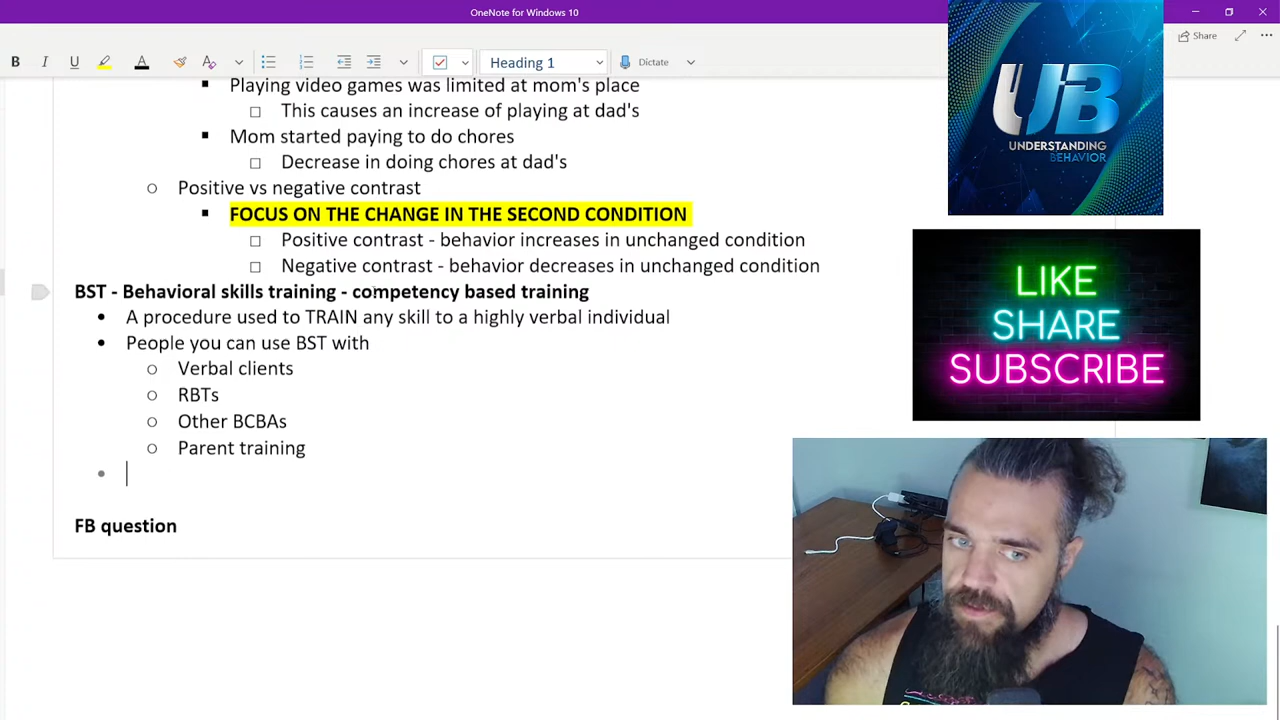 OneNote for Windows 10
Share
B I U A A Heading 1 Dictate
Playing video games was limited at mom's place
This causes an increase of playing at dad's
Mom started paying to do chores
Decrease in doing chores at dad's
Positive vs negative contrast
FOCUS ON THE CHANGE IN THE SECOND CONDITION
Positive contrast - behavior increases in unchanged condition
Negative contrast - behavior decreases in unchanged condition
BST - Behavioral skills training - competency based training
A procedure used to TRAIN any skill to a highly verbal individual
People you can use BST with
Verbal clients
RBTs
Other BCBAs
Parent training
FB question
UB
UNDERSTANDING
BEHAVIOR
LIKE
SHARE
SUBSCRIBE